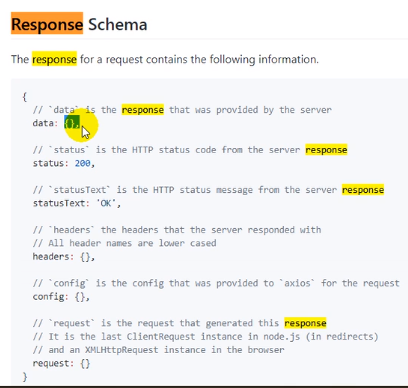 Response Schema
The response for a request contains the following information.
{
// `data` is the response that was provided by the server
data: {},
// `status` is the HTTP status code from the server response
status: 200,
// `statusText` is the HTTP status message from the server response
statusText: 'OK',
// `headers` the headers that the server responded with
// All header names are lower cased
headers: {},
// `config` is the config that was provided to `axios` for the request
config: {},
// `request` is the request that generated this response
// It is the last ClientRequest instance in node.js (in redirects)
// and an XMLHttpRequest instance in the browser
request: {}
}